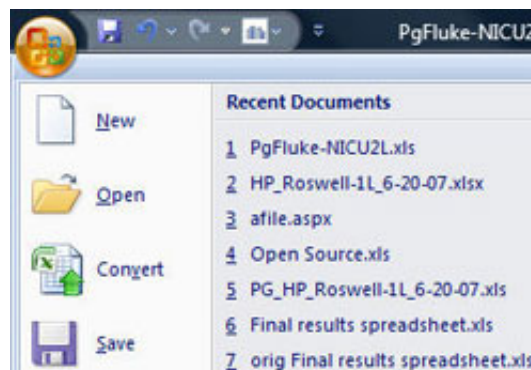 PgFluke-NICU2
New
Open
Convert
Save
Recent Documents
1 PgFluke-NICU2L.xls
2 HP_Roswell-1L_6-20-07.xlsx
3 afile.aspx
4 Open Source.xls
5 PG_HP_Roswell-1L_6-20-07.xls
6 Final results spreadsheet.xls
7 orig Final results spreadsheet.xls